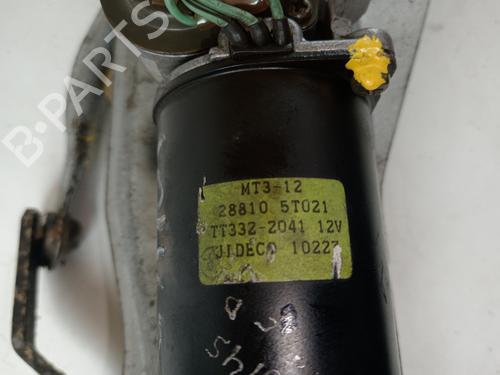 B-PARTS
MT3-12
28810 5T021
TT332-2041 12V
JIDECO 10227